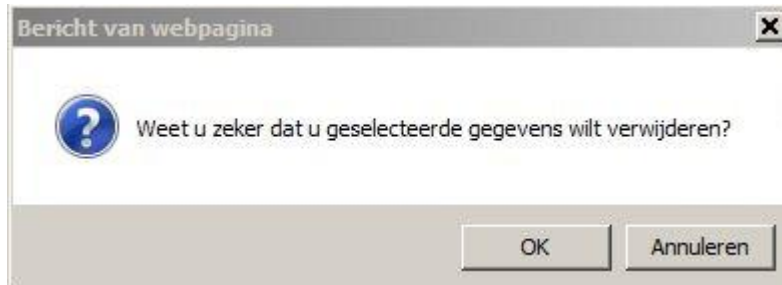 Bericht van webpagina
Weet u zeker dat u geselecteerde gegevens wilt verwijderen?
OK
Annuleren